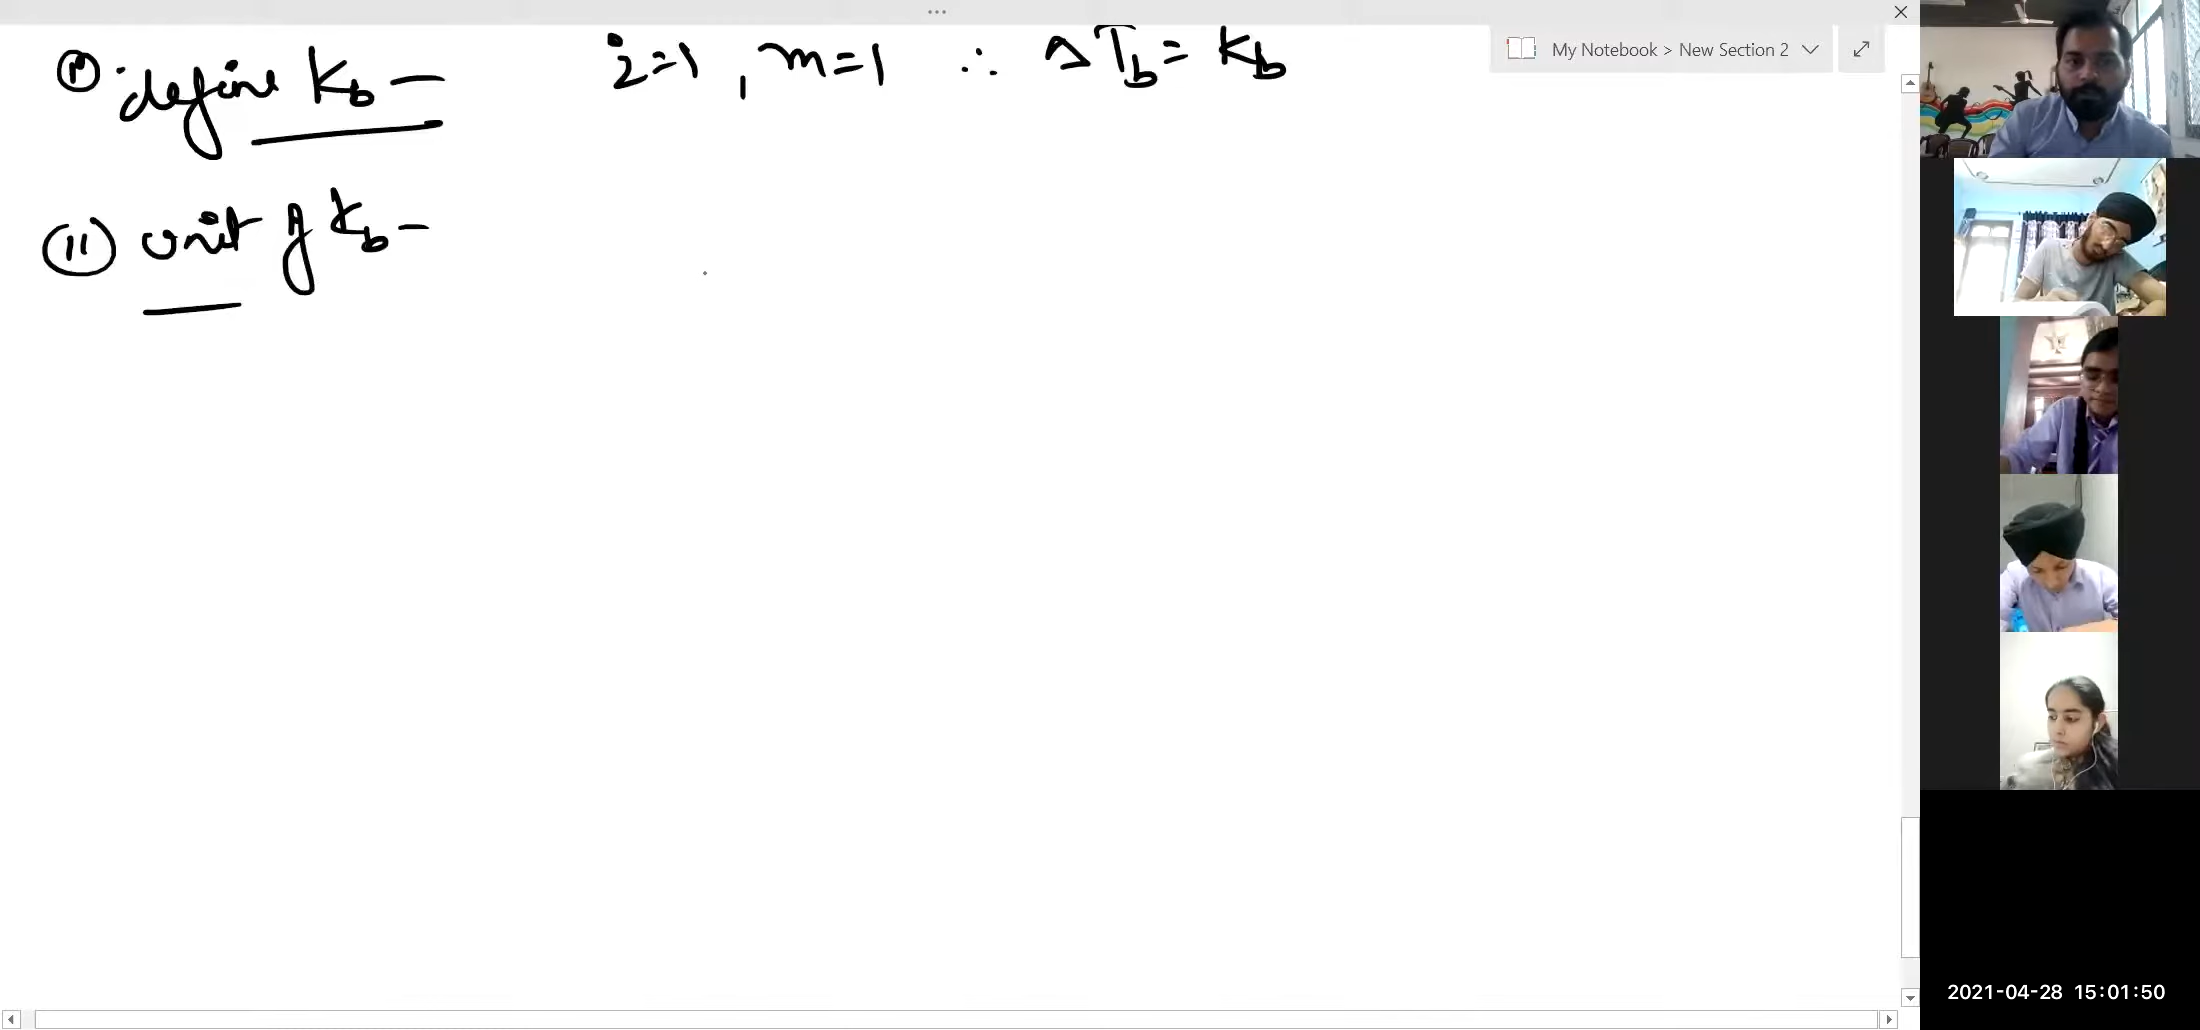 ...
My Notebook > New Section 2
(i) define Kb —
i=1 , m=1 ∴ ΔTb = Kb
(11) unit of Kb –
2021-04-28 15:01:50